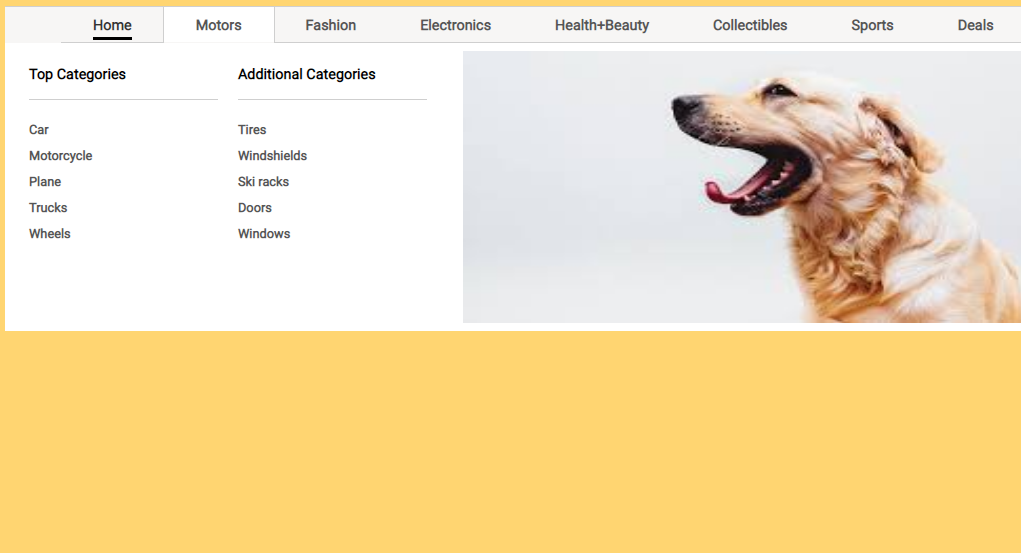 Home Motors Fashion Electronics Health+Beauty Collectibles Sports Deals
Top Categories
Car
Motorcycle
Plane
Trucks
Wheels
Additional Categories
Tires
Windshields
Ski racks
Doors
Windows